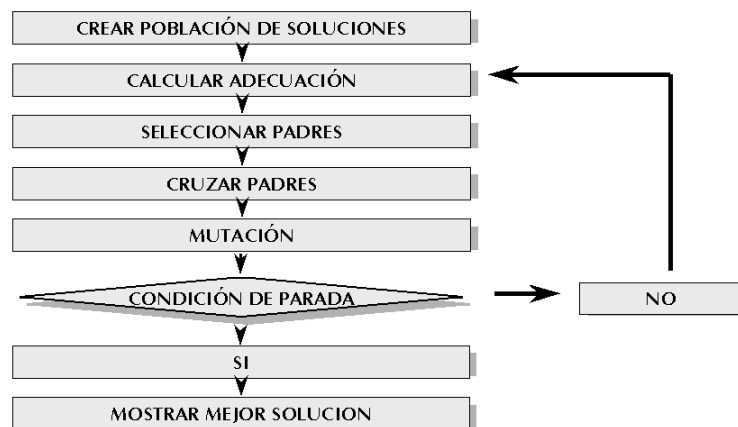 CREAR POBLACIÓN DE SOLUCIONES
CALCULAR ADECUACIÓN
SELECCIONAR PADRES
CRUZAR PADRES
MUTACIÓN
CONDICIÓN DE PARADA
NO
SI
MOSTRAR MEJOR SOLUCION